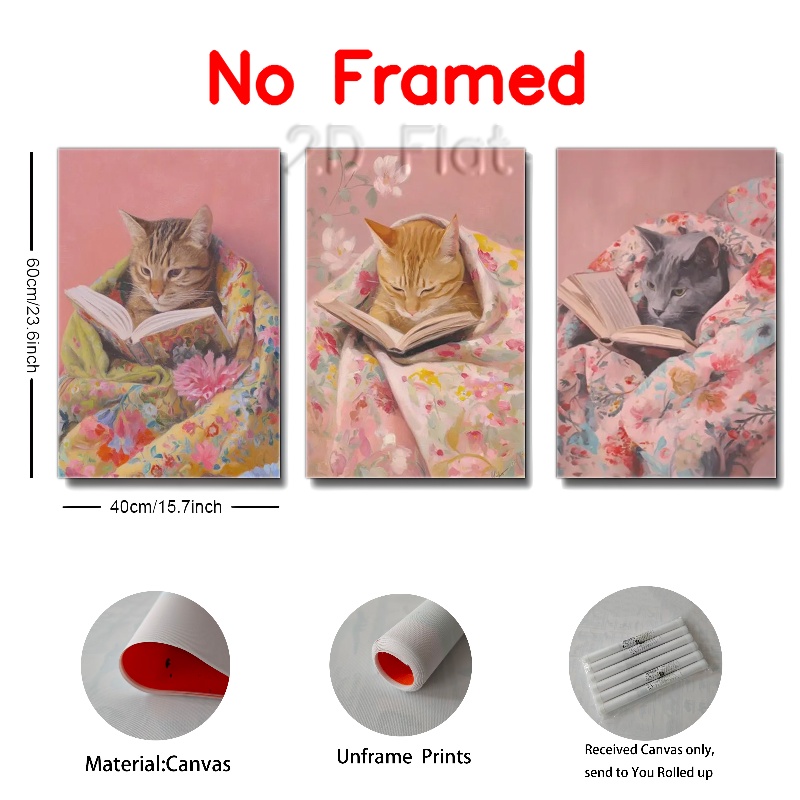 No Framed
2D Flat
60cm/23.6inch
40cm/15.7inch
Material:Canvas
Unframe Prints
Received Canvas only,
send to You Rolled up